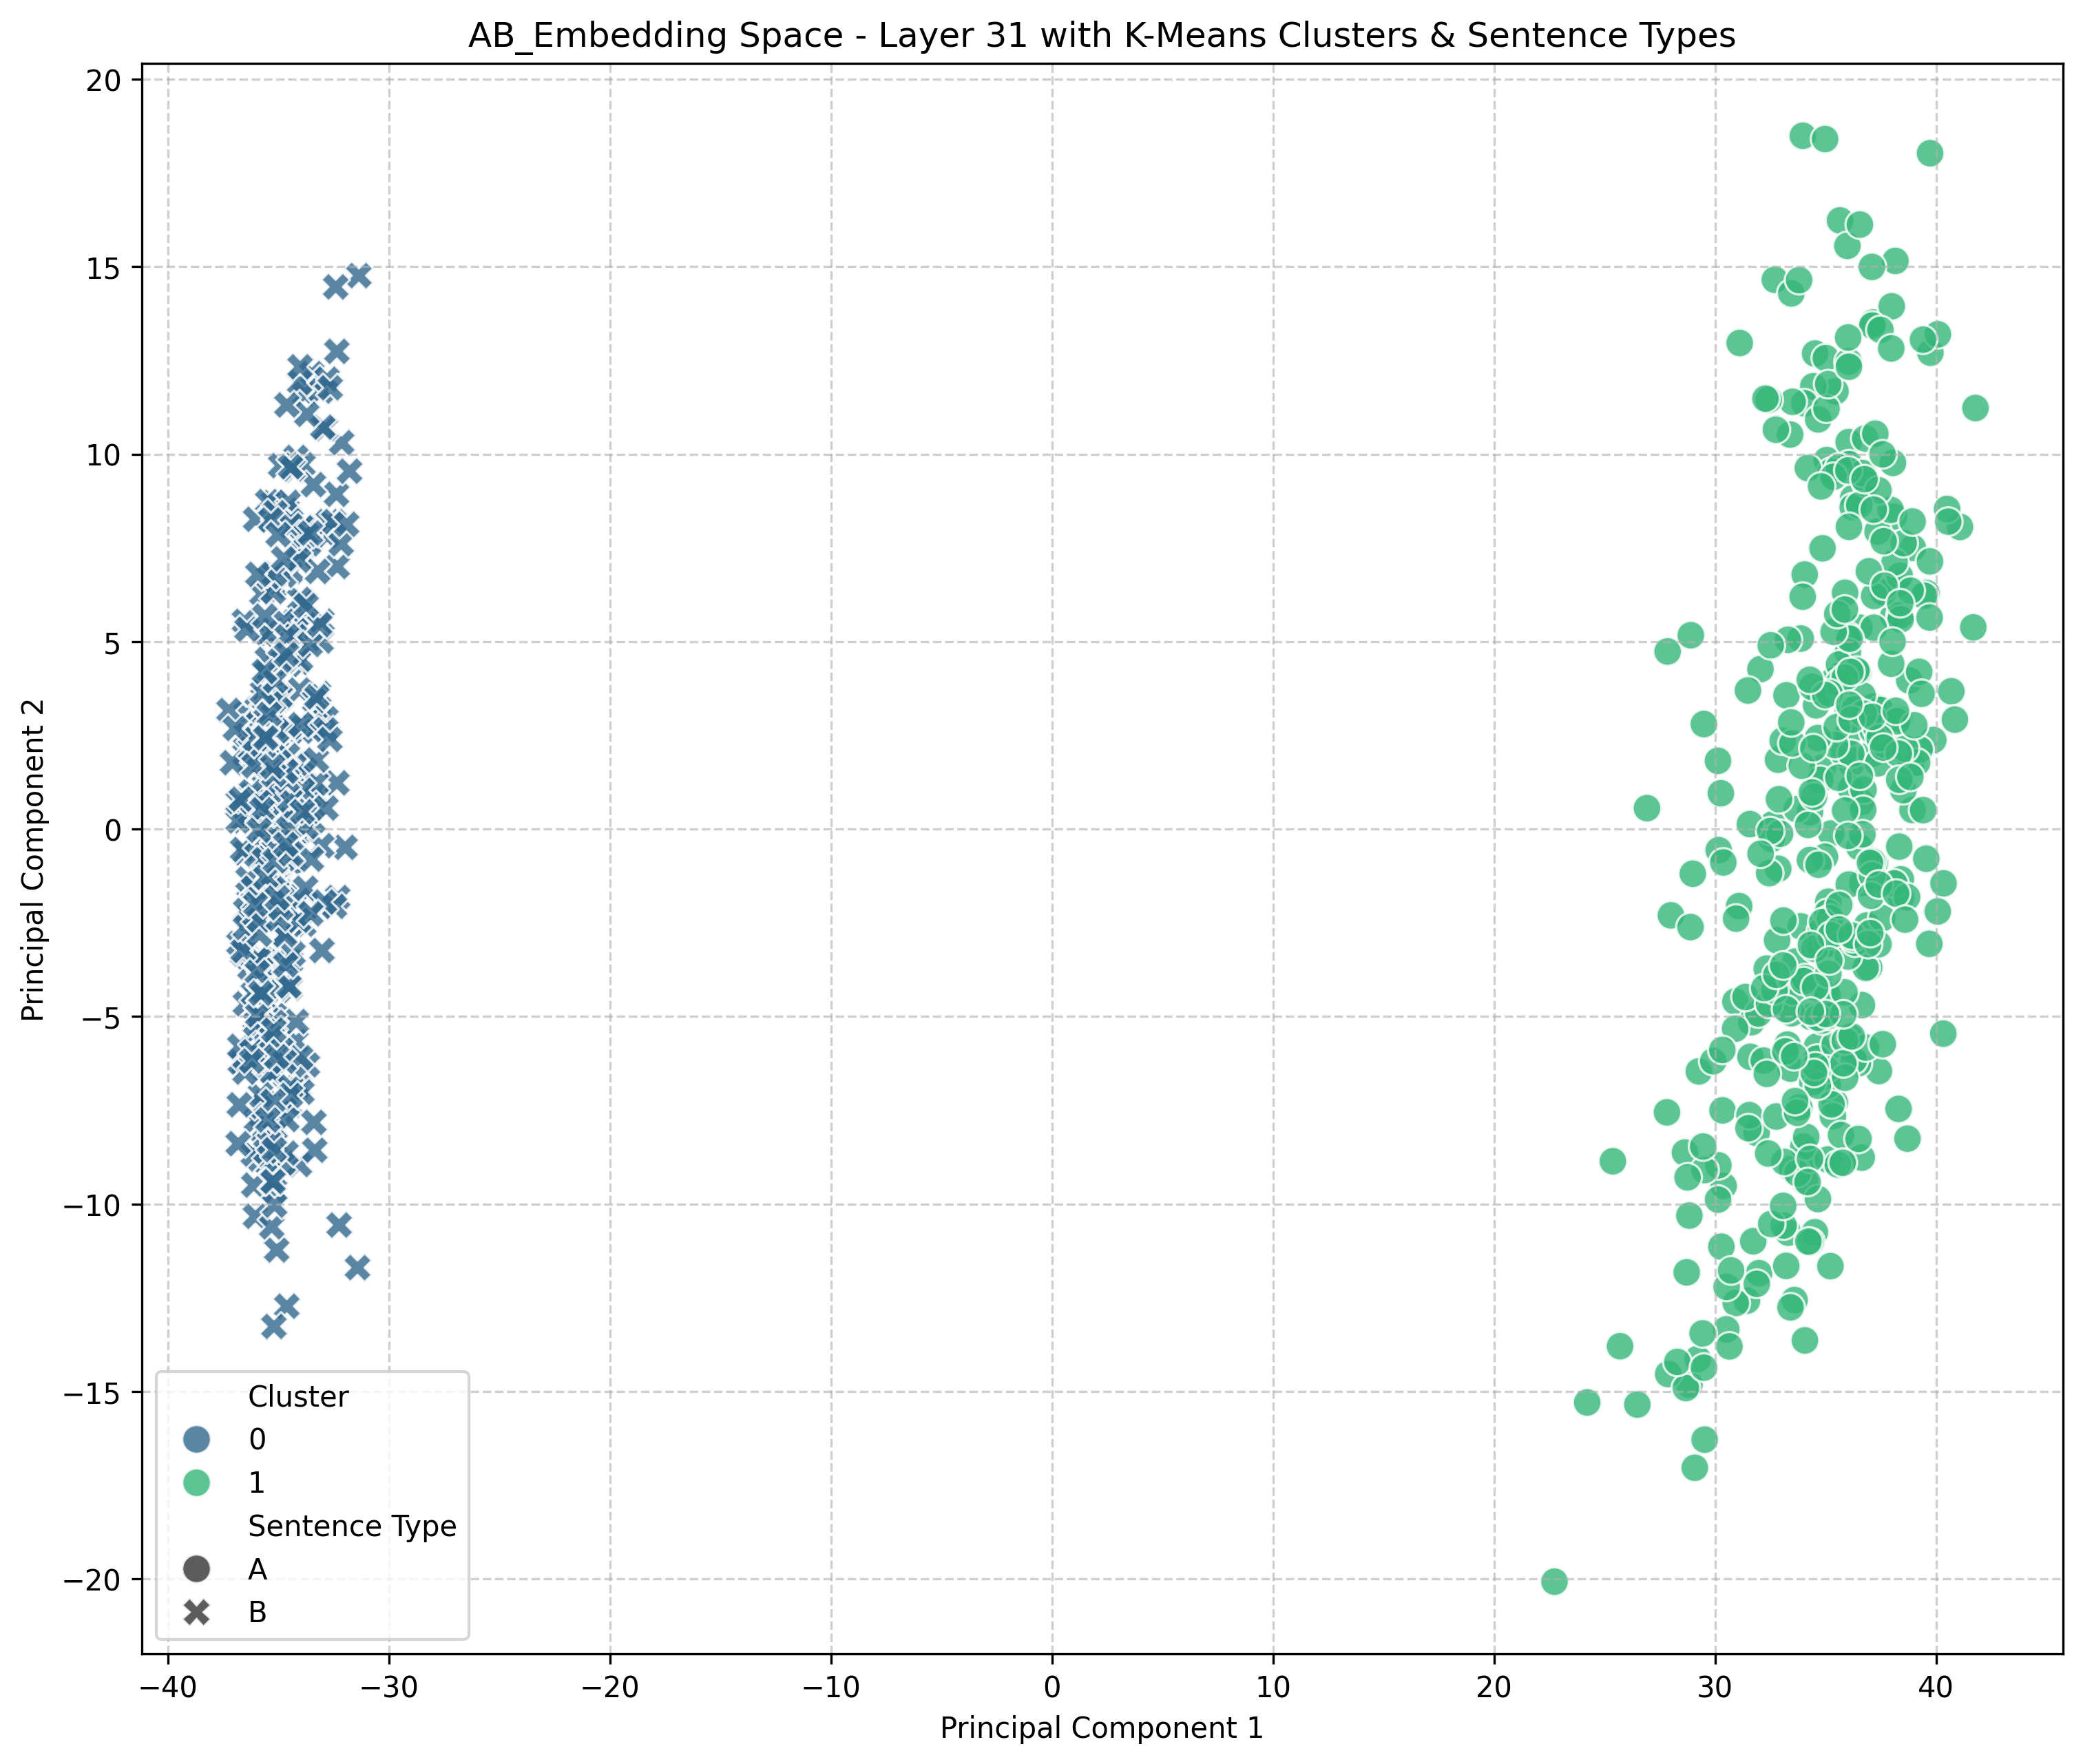 AB_Embedding Space - Layer 31 with K-Means Clusters & Sentence Types
20
15
10
5
0
−5
−10
−15
−20
Principal Component 2
Cluster
0
1
Sentence Type
A
B
−40
−30
−20
−10
0
10
20
30
40
Principal Component 1